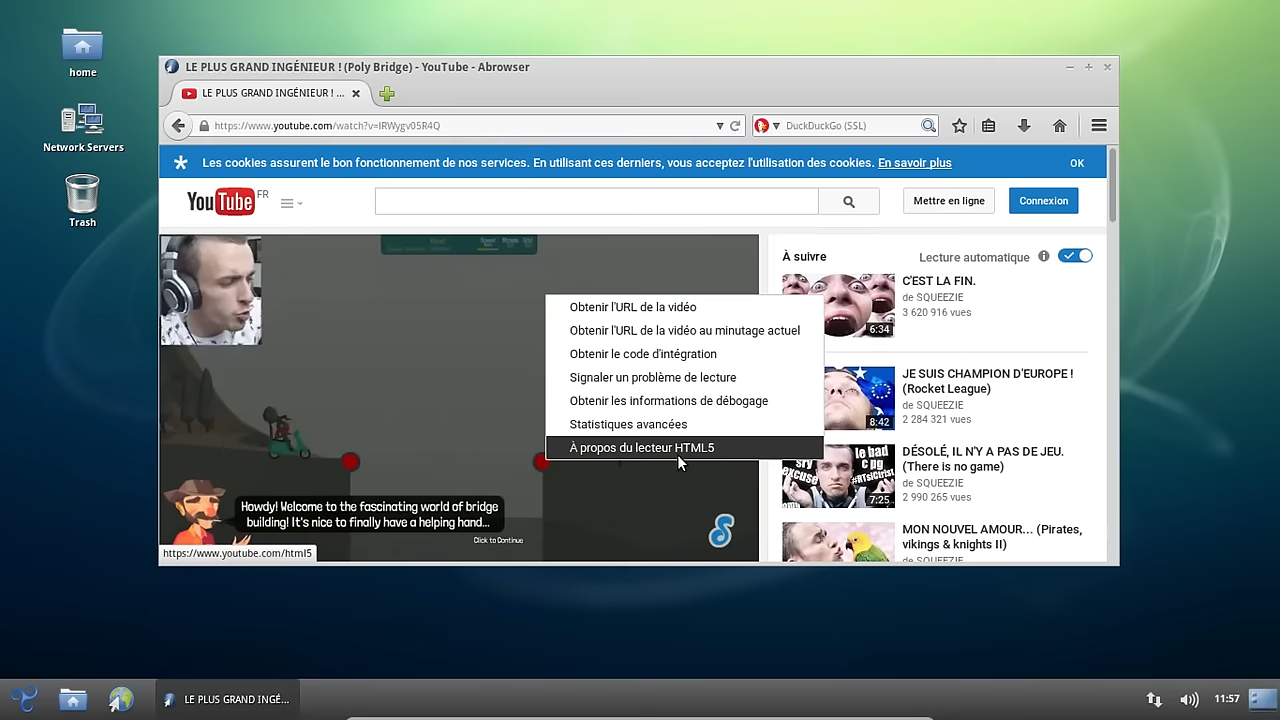 home
Network Servers
Trash
LE PLUS GRAND INGÉNIEUR ! (Poly Bridge) - YouTube - Abrowser
LE PLUS GRAND INGÉNIEUR ! ...
https://www.youtube.com/watch?v=IRWygv05R4Q
DuckDuckGo (SSL)
Les cookies assurent le bon fonctionnement de nos services. En utilisant ces derniers, vous acceptez l'utilisation des cookies. En savoir plus
OK
YouTube FR
Mettre en ligne
Connexion
À suivre
Lecture automatique
Obtenir l'URL de la vidéo
Obtenir l'URL de la vidéo au minutage actuel
Obtenir le code d'intégration
Signaler un problème de lecture
Obtenir les informations de débogage
Statistiques avancées
À propos du lecteur HTML5
C'EST LA FIN.
de SQUEEZIE
3 620 916 vues
6:34
JE SUIS CHAMPION D'EUROPE !
(Rocket League)
de SQUEEZIE
2 284 321 vues
8:42
DÉSOLÉ, IL N'Y A PAS DE JEU.
(There is no game)
de SQUEEZIE
2 990 265 vues
7:25
MON NOUVEL AMOUR... (Pirates,
vikings & knights II)
de SQUEEZIE
Howdy! Welcome to the fascinating world of bridge
building! It's nice to finally have a helping hand...
Click to Continue
https://www.youtube.com/html5
LE PLUS GRAND INGÉ...
11:57